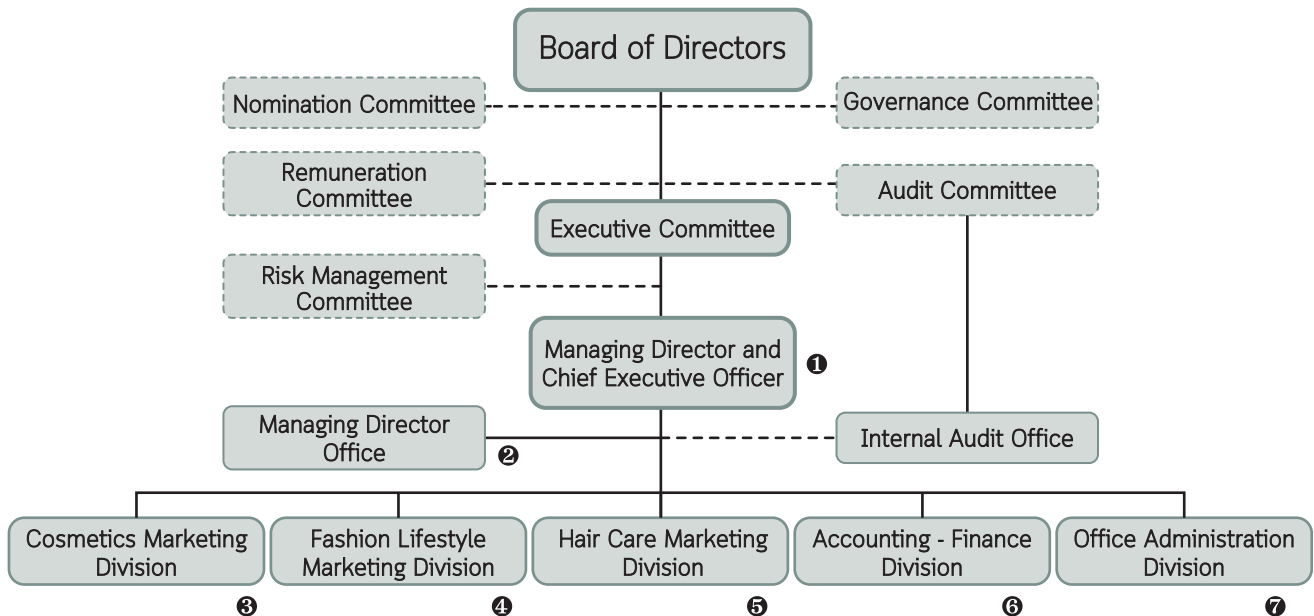 Board of Directors
Nomination Committee
Governance Committee
Remuneration
Committee
Audit Committee
Executive Committee
Risk Management
Committee
Managing Director and
Chief Executive Officer
❶
Managing Director
Office
❷
Internal Audit Office
Cosmetics Marketing
Division
❸
Fashion Lifestyle
Marketing Division
❹
Hair Care Marketing
Division
❺
Accounting - Finance
Division
❻
Office Administration
Division
❼